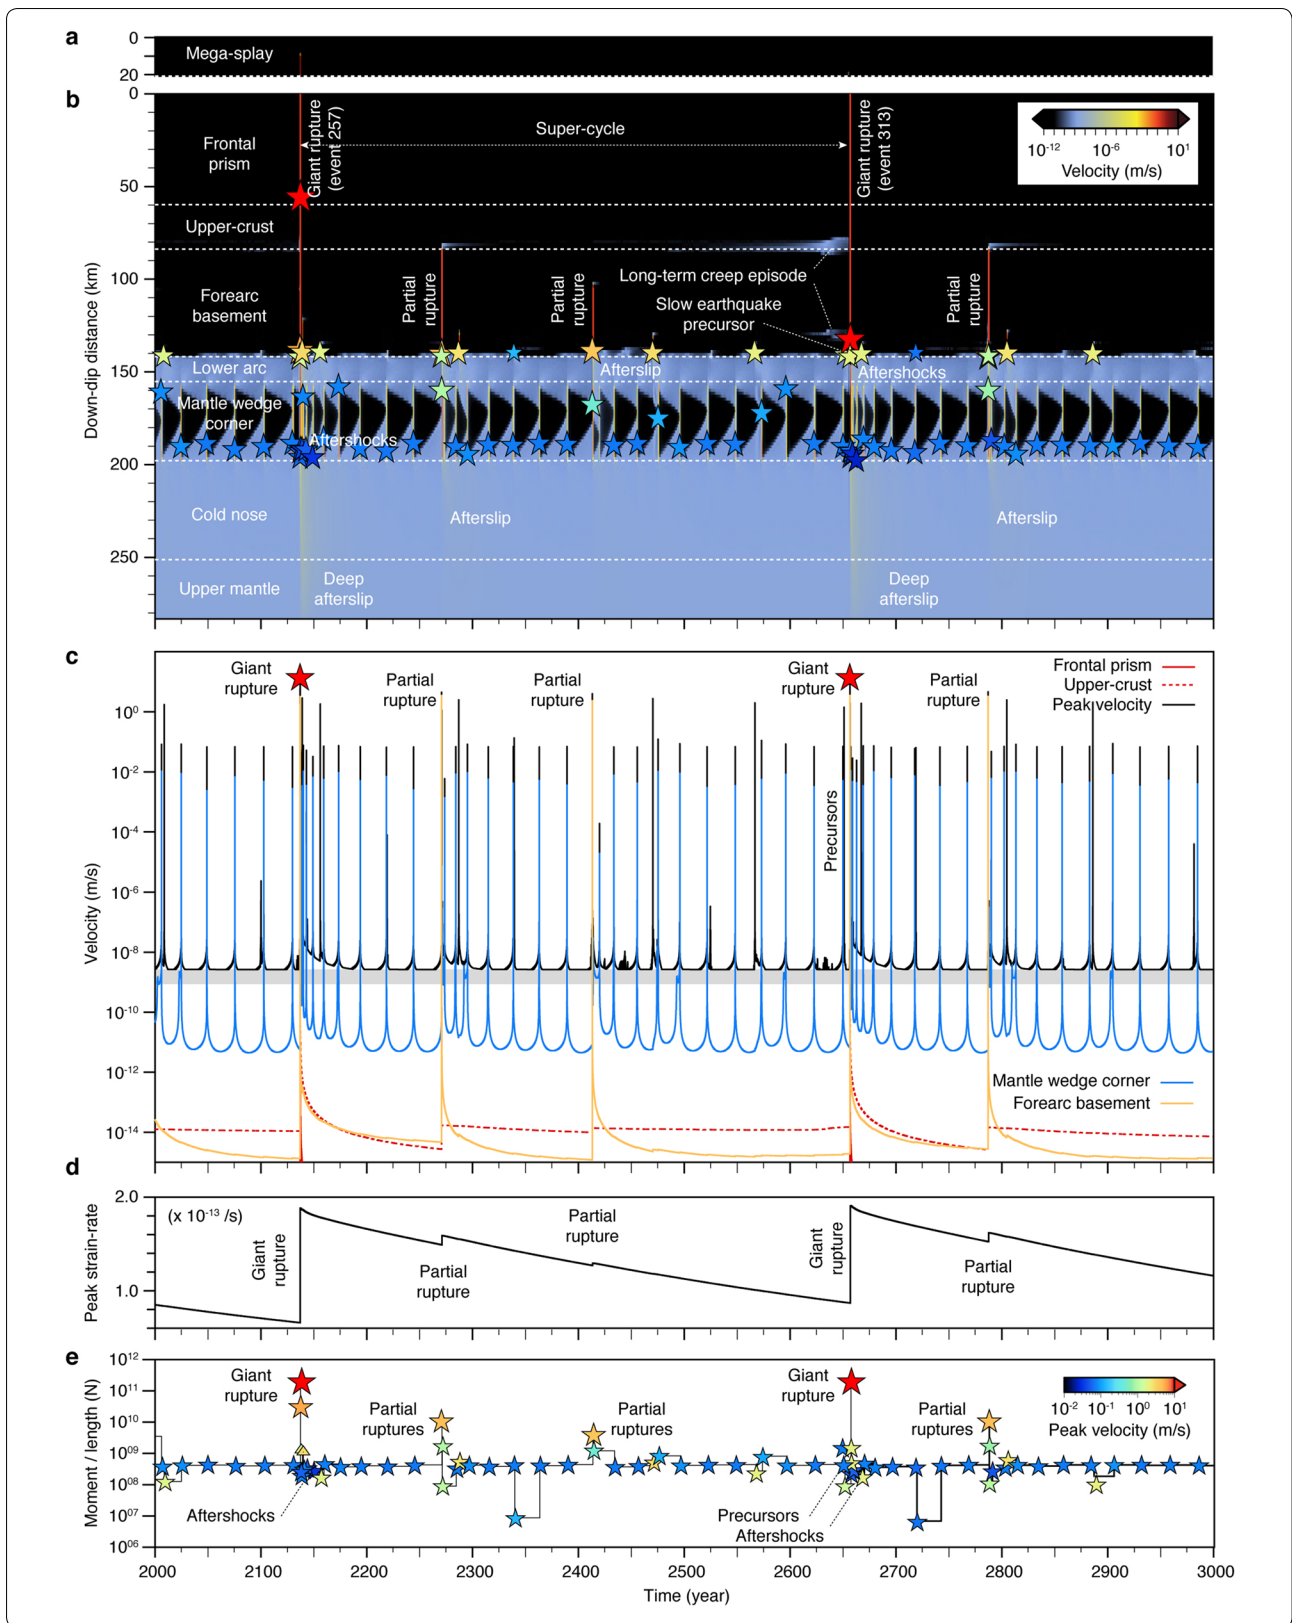 a
0
20
Mega-splay
b
0
50
100
150
200
250
Down-dip distance (km)
Frontal
prism
Upper-crust
Forearc
basement
Lower arc
Mantle wedge
corner
Cold nose
Upper mantle
Giant rupture
(event 257)
Super-cycle
Giant rupture
(event 313)
10-12
10-6
101
Velocity (m/s)
Partial
rupture
Partial
rupture
Long-term creep episode
Slow earthquake
precursor
Partial
rupture
Afterslip
Aftershocks
Aftershocks
Afterslip
Afterslip
Deep
afterslip
Deep
afterslip
c
Giant
rupture
Partial
rupture
Partial
rupture
Giant
rupture
Partial
rupture
Frontal prism
Upper-crust
Peak velocity
100
10-2
10-4
10-6
10-8
10-10
10-12
10-14
Velocity (m/s)
Precursors
Mantle wedge corner
Forearc basement
d
2.0
1.0
Peak strain-rate
(x 10-13 /s)
Giant
rupture
Partial
rupture
Partial
rupture
Giant
rupture
Partial
rupture
e
1012
1011
1010
1009
1008
1007
1006
Moment / length (N)
Giant
rupture
Partial
ruptures
Partial
ruptures
Giant
rupture
Partial
ruptures
10-2
10-1
100
101
Peak velocity (m/s)
Aftershocks
Precursors
Aftershocks
2000
2100
2200
2300
2400
2500
2600
2700
2800
2900
3000
Time (year)